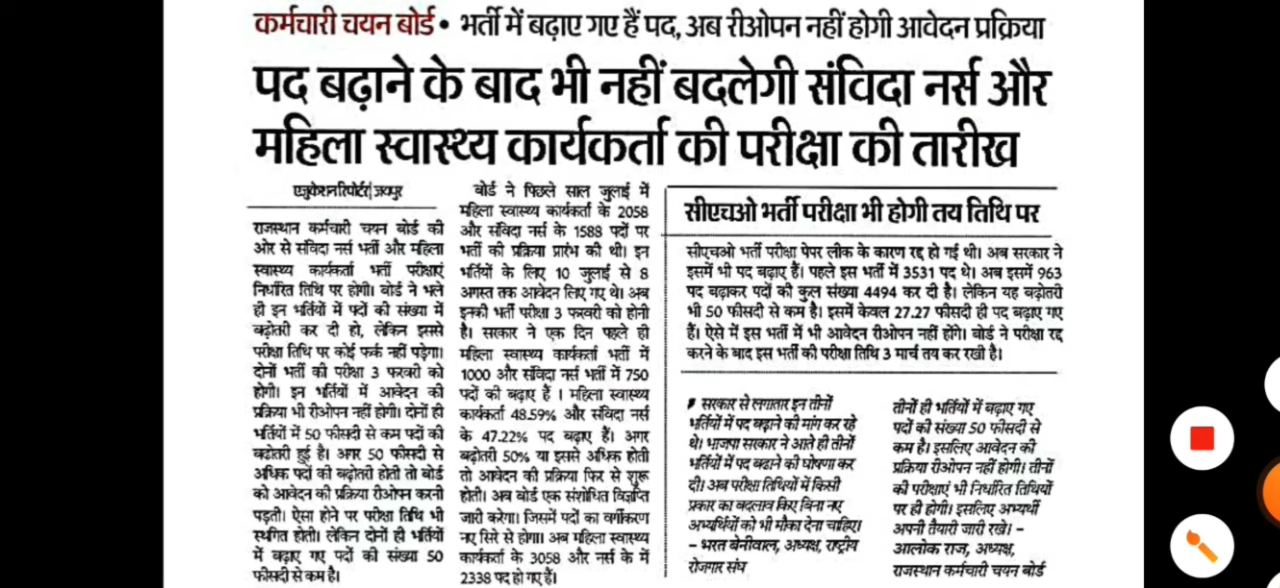 कर्मचारी चयन बोर्ड • भर्ती में बढ़ाए गए हैं पद, अब रीओपन नहीं होगी आवेदन प्रक्रिया
पद बढ़ाने के बाद भी नहीं बदलेगी संविदा नर्स और
महिला स्वास्थ्य कार्यकर्ता की परीक्षा की तारीख
एजुकेशन रिपोर्टर| जयपुर
राजस्थान कर्मचारी चयन बोर्ड की
ओर से संविदा नर्स भर्ती और महिला
स्वास्थ्य कार्यकर्ता भर्ती परीक्षाएं
निर्धारित तिथि पर होगी। बोर्ड ने भले
ही इन भर्तियों में पदों की संख्या में
बढ़ोतरी कर दी हो, लेकिन इससे
परीक्षा तिथि पर कोई फर्क नहीं पड़ेगा।
दोनों भर्ती की परीक्षा 3 फरवरी को
होगी। इन भर्तियों में आवेदन की
प्रक्रिया भी रीओपन नहीं होगी। दोनों ही
भर्तियों में 50 फीसदी से कम पदों की
बढोतरी हुई है। अगर 50 फीसदी से
अधिक पदों की बढ़ोतरी होती तो बोर्ड
को आवेदन की प्रक्रिया रीओपन करनी
पड़ती। ऐसा होने पर परीक्षा तिथि भी
स्थगित होती। लेकिन दोनों ही भर्तियों
में बढ़ाए गए पदों की संख्या 50
फीसदी से कम है।
बोर्ड ने पिछले साल जुलाई में
महिला स्वास्थ्य कार्यकर्ता के 2058
और संविदा नर्स के 1588 पदों पर
भर्ती की प्रक्रिया प्रारंभ की थी। इन
भर्तियों के लिए 10 जुलाई से 8
अगस्त तक आवेदन लिए गए थे। अब
इनकी भर्ती परीक्षा 3 फरवरी को होनी
है। सरकार ने एक दिन पहले ही
महिला स्वास्थ्य कार्यकर्ता भर्ती में
1000 और संविदा नर्स भर्ती में 750
पदों की बढ़ाए हैं । महिला स्वास्थ्य
कार्यकर्ता 48.59% और संविदा नर्स
के 47.22% पद बढ़ाए हैं। अगर
बढ़ोतरी 50% या इससे अधिक होती
तो आवेदन की प्रक्रिया फिर से शुरू
होती। अब बोर्ड एक संशोधित विज्ञप्ति
जारी करेगा। जिसमें पदों का वर्गीकरण
नए सिरे से होगा। अब महिला स्वास्थ्य
कार्यकर्ता के 3058 और नर्स के में
2338 पद हो गए हैं।
सीएचओ भर्ती परीक्षा भी होगी तय तिथि पर
सीएचओ भर्ती परीक्षा पेपर लीक के कारण रद्द हो गई थी। अब सरकार ने
इसमें भी पद बढ़ाए हैं। पहले इस भर्ती में 3531 पद थे। अब इसमें 963
पद बढ़ाकर पदों की कुल संख्या 4494 कर दी है। लेकिन यह बढ़ोतरी
भी 50 फीसदी से कम है। इसमें केवल 27.27 फीसदी ही पद बढ़ाए गए
हैं। ऐसे में इस भर्ती में भी आवेदन रीओपन नहीं होंगे। बोर्ड ने परीक्षा रद्द
करने के बाद इस भर्ती की परीक्षा तिथि 3 मार्च तय कर रखी है।
सरकार से लगातार इन तीनों
भर्तियों में पद बढ़ाने की मांग कर रहे
थे। भाजपा सरकार ने आते ही तीनों
भर्तियों में पद बढाने की घोषणा कर
दी। अब परीक्षा तिथियों में किसी
प्रकार का बदलाव किए बिना नए
अभ्यर्थियों को भी मौका देना चाहिए।
– भरत बेनीवाल, अध्यक्ष, राष्ट्रीय
रोजगार संघ
तीनों ही भर्तियों में बढ़ाए गए
पदों की संख्या 50 फीसदी से
कम है। इसलिए आवेदन की
प्रक्रिया रीओपन नहीं होगी। तीनों
की परीक्षाएं भी निर्धारित तिथियों
पर ही होगी। इसलिए अभ्यर्थी
अपनी तैयारी जारी रखे। –
आलोक राज, अध्यक्ष,
राजस्थान कर्मचारी चयन बोर्ड